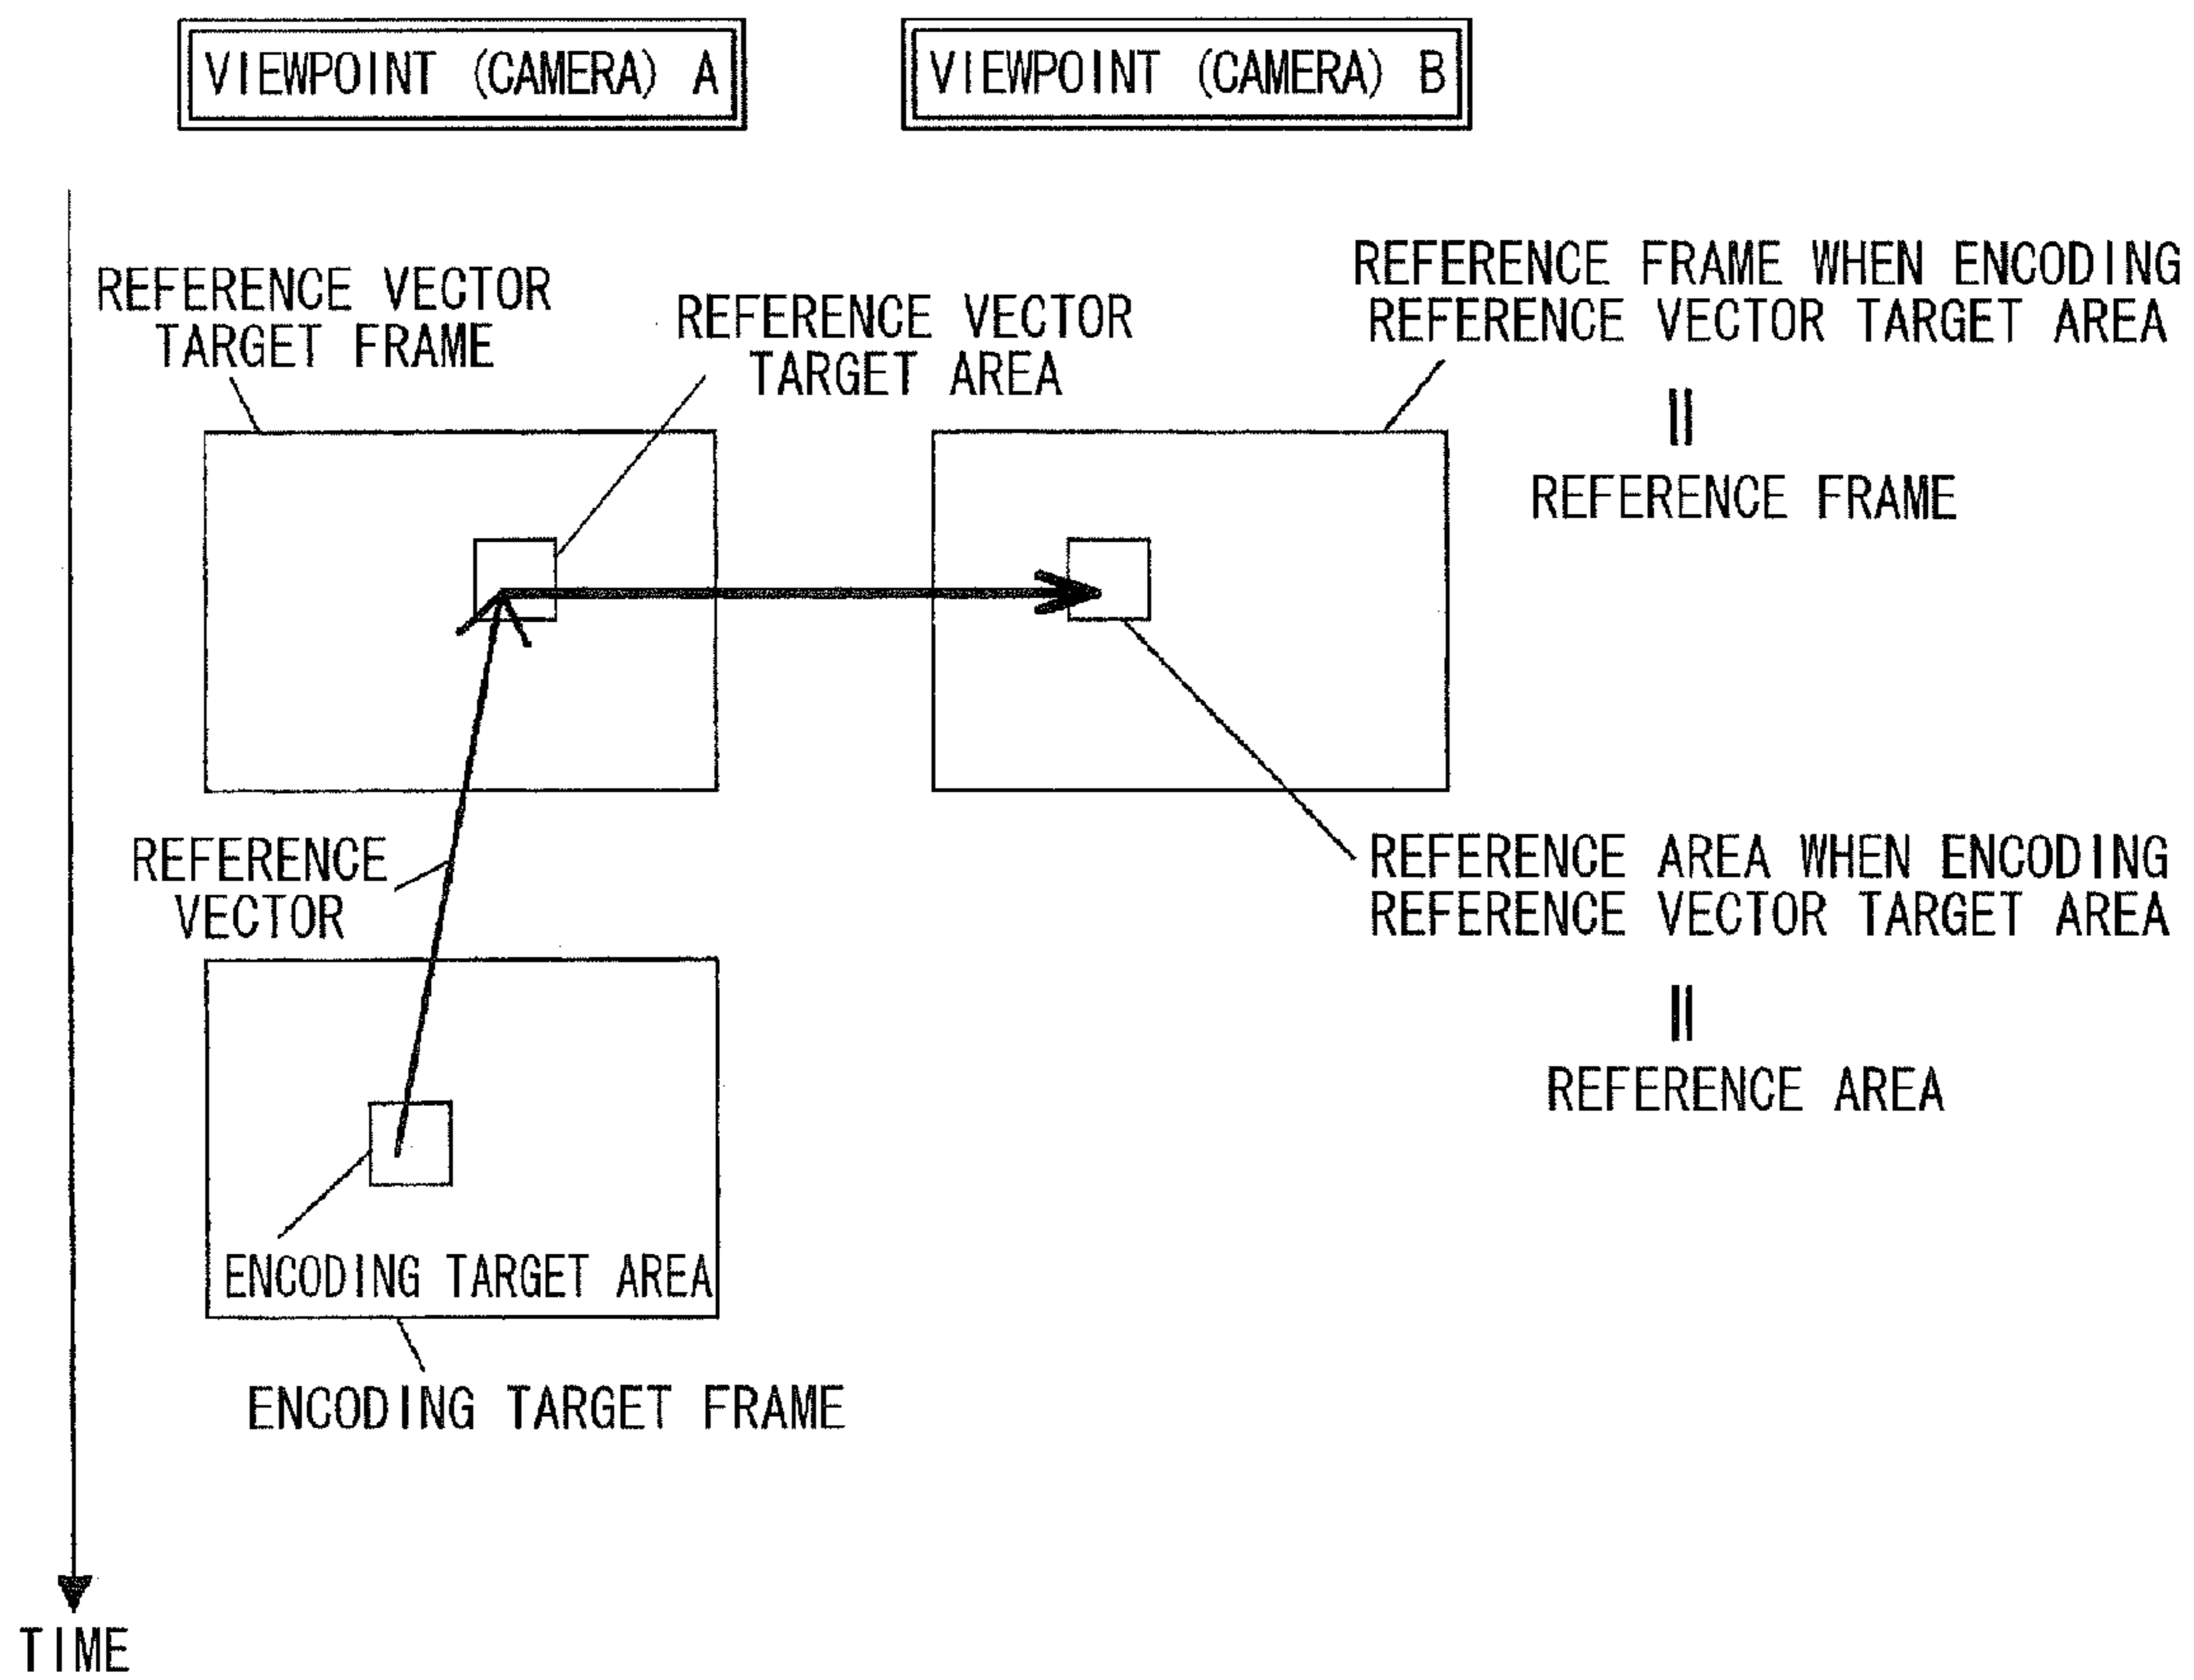 VIEWPOINT (CAMERA) A
VIEWPOINT (CAMERA) B
REFERENCE VECTOR
TARGET FRAME
REFERENCE VECTOR
TARGET AREA
REFERENCE FRAME WHEN ENCODING
REFERENCE VECTOR TARGET AREA
=
REFERENCE FRAME
REFERENCE
VECTOR
REFERENCE AREA WHEN ENCODING
REFERENCE VECTOR TARGET AREA
=
REFERENCE AREA
ENCODING TARGET AREA
ENCODING TARGET FRAME
TIME